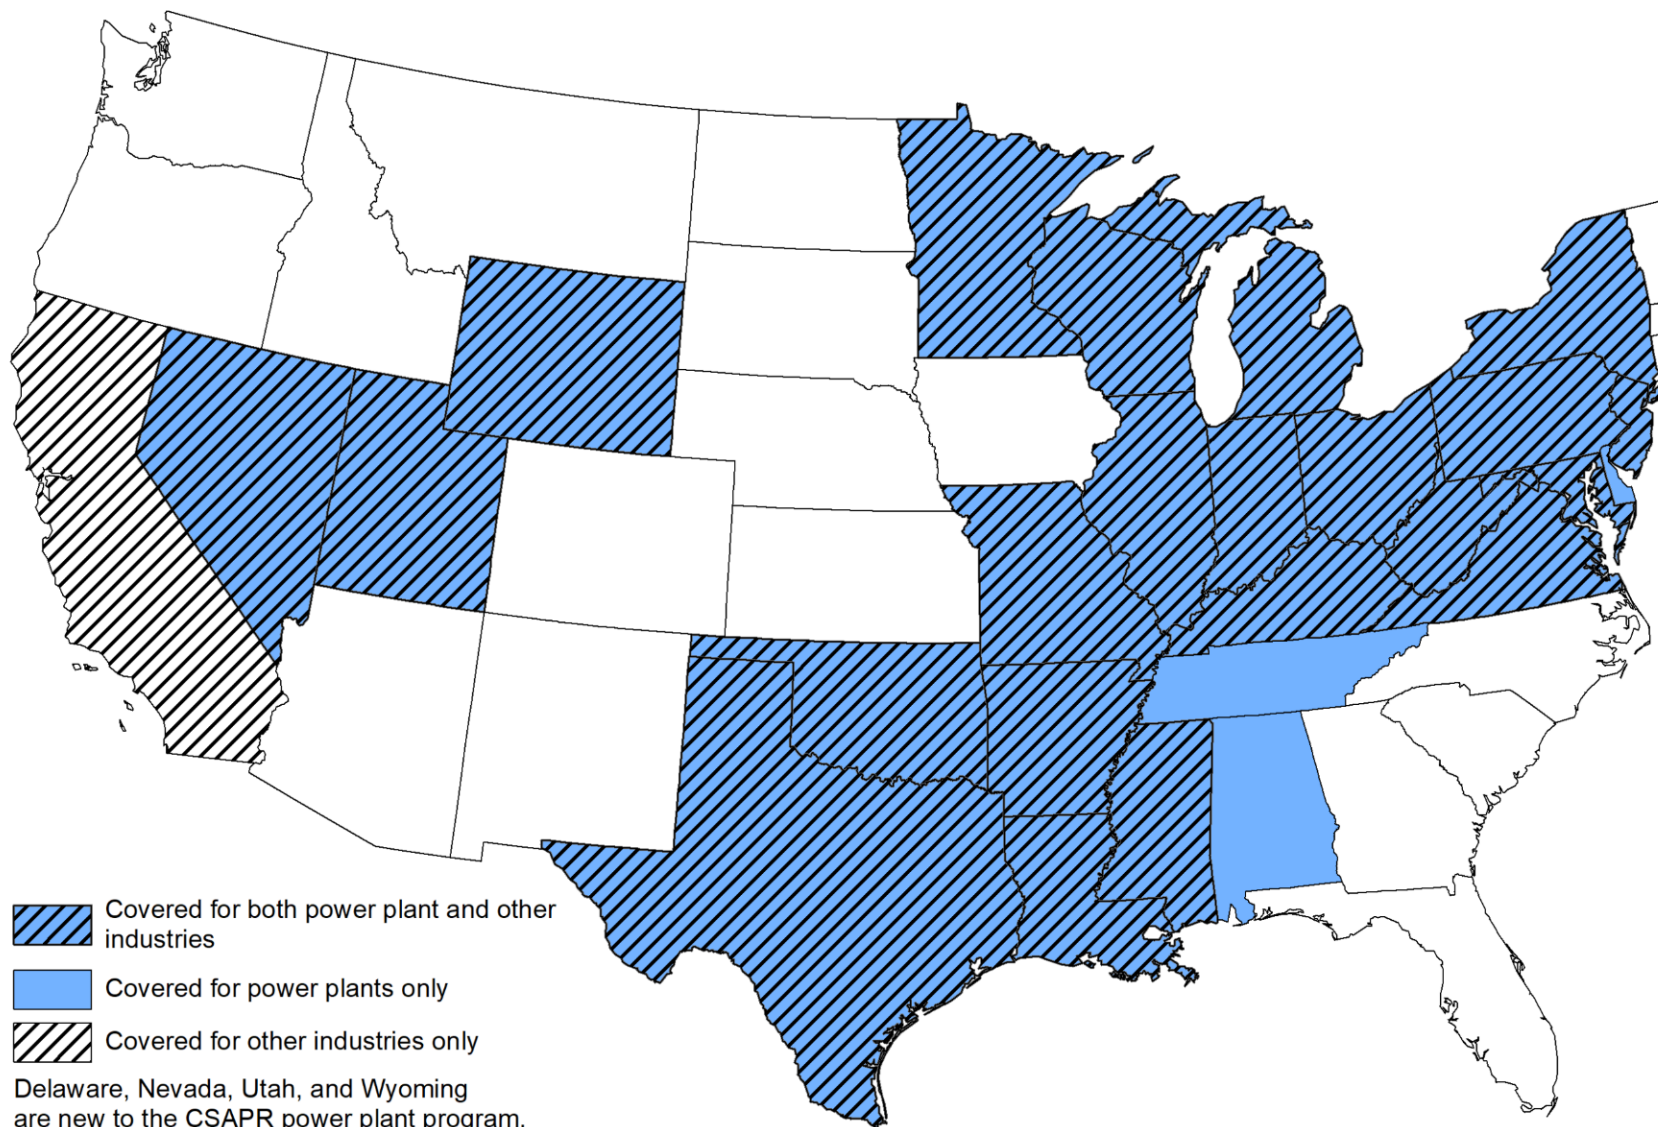 Covered for both power plant and other
industries
Covered for power plants only
Covered for other industries only
Delaware, Nevada, Utah, and Wyoming
are new to the CSAPR power plant program.